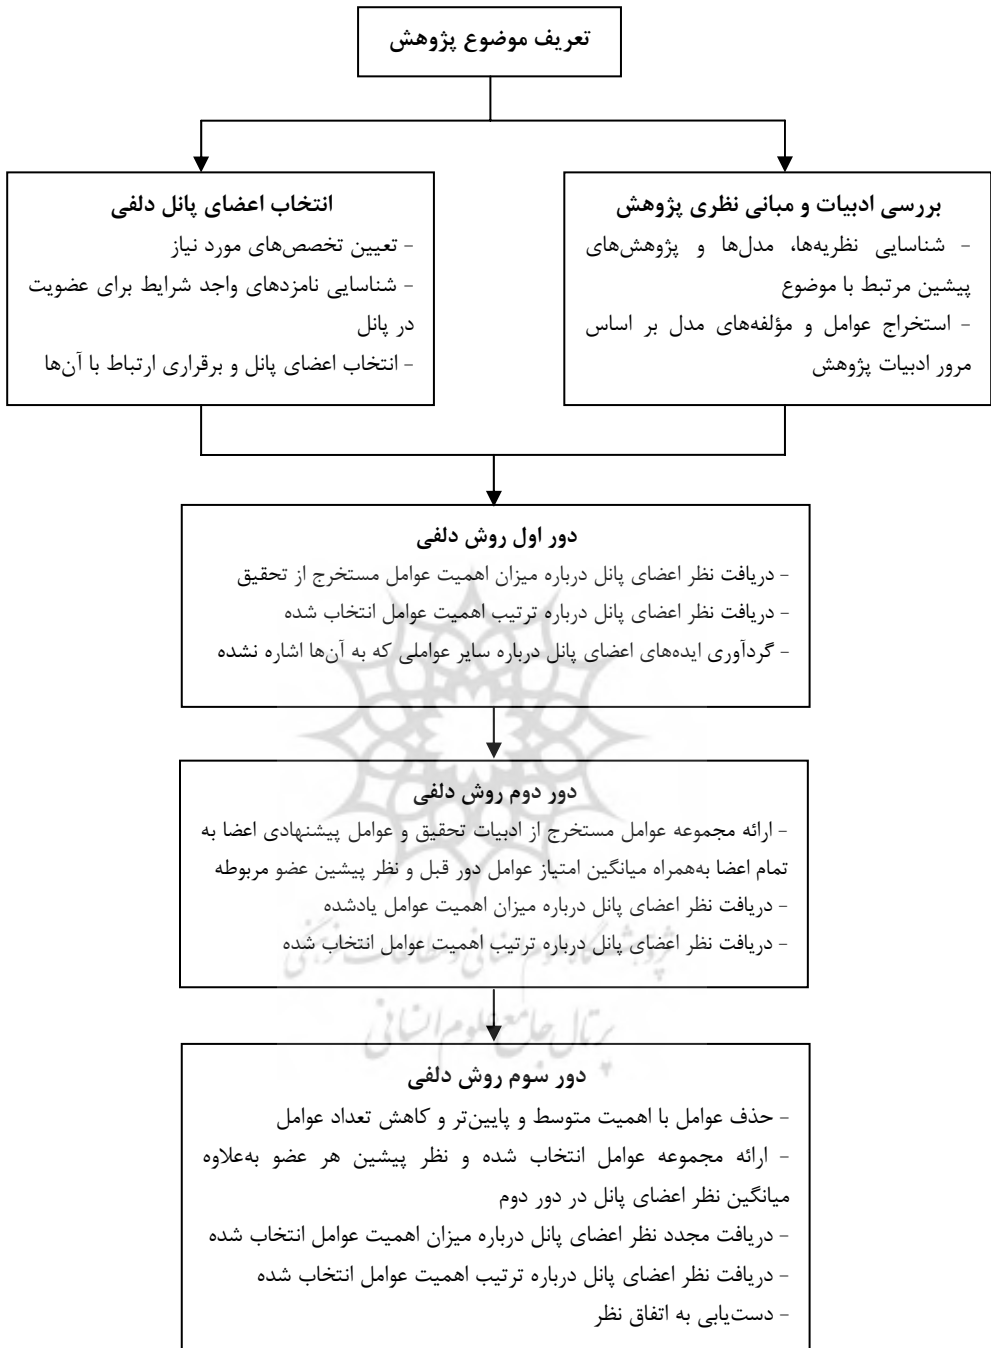 تعریف موضوع پژوهش
بررسی ادبیات و مبانی نظری پژوهش
- شناسایی نظریه‌ها، مدل‌ها و پژوهش‌های
پیشین مرتبط با موضوع
- استخراج عوامل و مؤلفه‌های مدل بر اساس
مرور ادبیات پژوهش
انتخاب اعضای پانل دلفی
- تعیین تخصص‌های مورد نیاز
- شناسایی نامزدهای واجد شرایط برای عضویت
در پانل
- انتخاب اعضای پانل و برقراری ارتباط با آن‌ها
دور اول روش دلفی
- دریافت نظر اعضای پانل درباره میزان اهمیت عوامل مستخرج از تحقیق
- دریافت نظر اعضای پانل درباره ترتیب اهمیت عوامل انتخاب شده
- گردآوری ایده‌های اعضای پانل درباره سایر عواملی که به آن‌ها اشاره نشده
دور دوم روش دلفی
- ارائه مجموعه عوامل مستخرج از ادبیات تحقیق و عوامل پیشنهادی اعضا به
تمام اعضا به‌همراه میانگین امتیاز عوامل دور قبل و نظر پیشین عضو مربوطه
- دریافت نظر اعضای پانل درباره میزان اهمیت عوامل یادشده
- دریافت نظر اعضای پانل درباره ترتیب اهمیت عوامل انتخاب شده
پژوهشگاه علوم انسانی و مطالعات فرهنگی
پرتال جامع علوم انسانی
دور سوم روش دلفی
- حذف عوامل با اهمیت متوسط و پایین‌تر و کاهش تعداد عوامل
- ارائه مجموعه عوامل انتخاب شده و نظر پیشین هر عضو به‌علاوه
میانگین نظر اعضای پانل در دور دوم
- دریافت مجدد نظر اعضای پانل درباره میزان اهمیت عوامل انتخاب شده
- دریافت نظر اعضای پانل درباره ترتیب اهمیت عوامل انتخاب شده
- دست‌یابی به اتفاق نظر